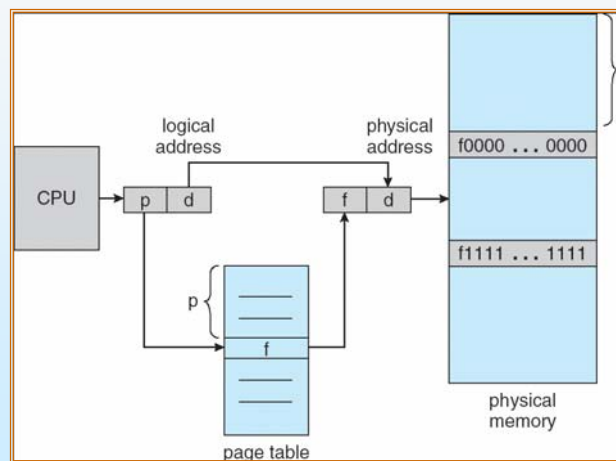 logical
address
physical
address
f0000 ... 0000
CPU
p
d
f
d
f1111 ... 1111
p
f
physical
memory
page table